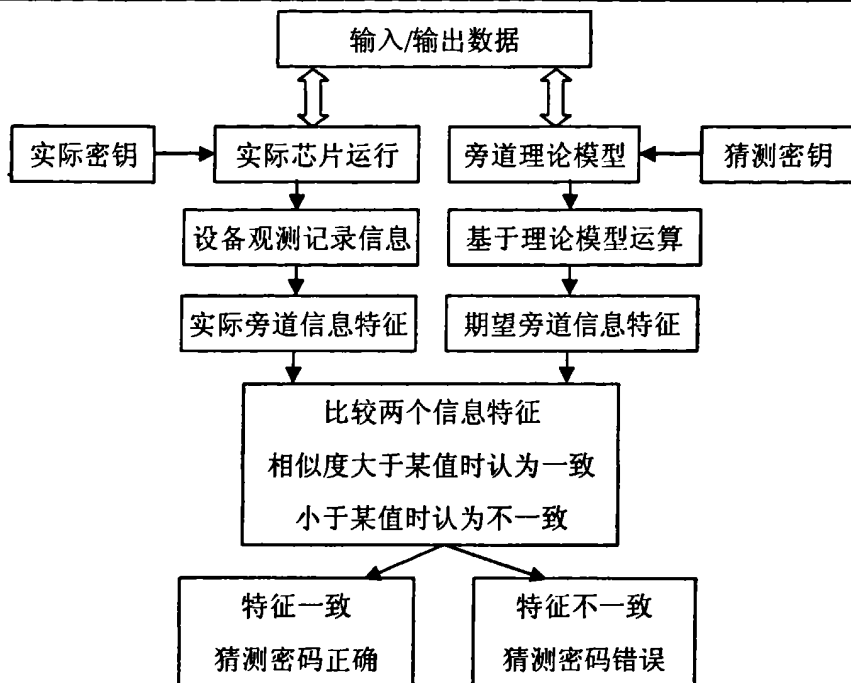 输入/输出数据
实际密钥
实际芯片运行
旁道理论模型
猜测密钥
设备观测记录信息
基于理论模型运算
实际旁道信息特征
期望旁道信息特征
比较两个信息特征
相似度大于某值时认为一致
小于某值时认为不一致
特征一致
猜测密码正确
特征不一致
猜测密码错误